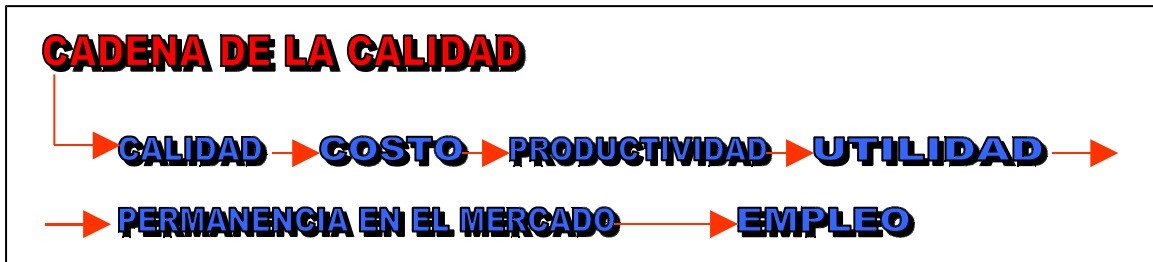 CADENA DE LA CALIDAD
CALIDAD COSTO PRODUCTIVIDAD UTILIDAD
PERMANENCIA EN EL MERCADO EMPLEO